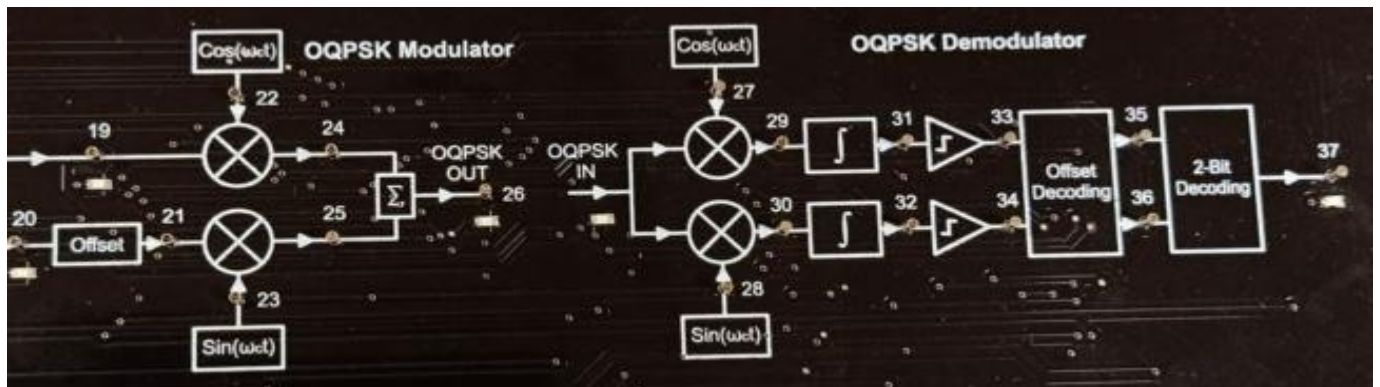 Cos(ωct)
OQPSK Modulator
22
19
24
OQPSK
OUT
Σ
26
20
Offset
21
25
23
Sin(ωct)
OQPSK Demodulator
Cos(ωct)
27
OQPSK
IN
29
∫
31
33
35
Offset
Decoding
2-Bit
Decoding
37
30
∫
32
34
36
28
Sin(ωct)